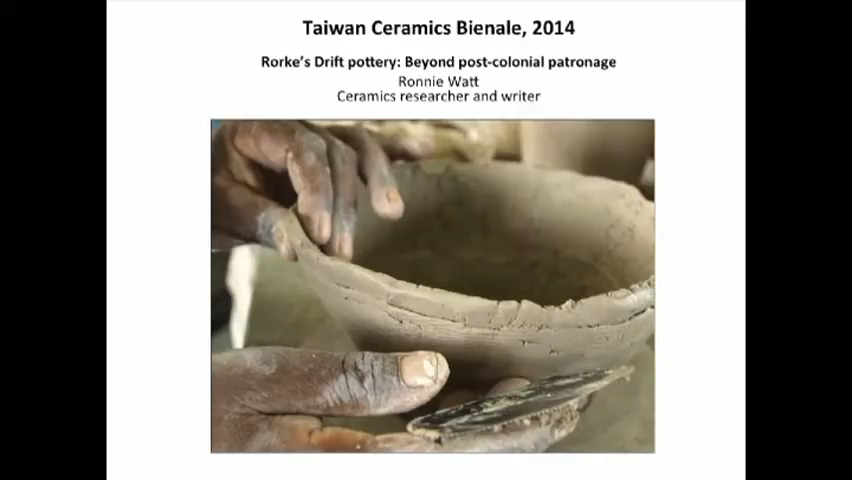 Taiwan Ceramics Bienale, 2014
Rorke's Drift pottery: Beyond post-colonial patronage
Ronnie Watt
Ceramics researcher and writer